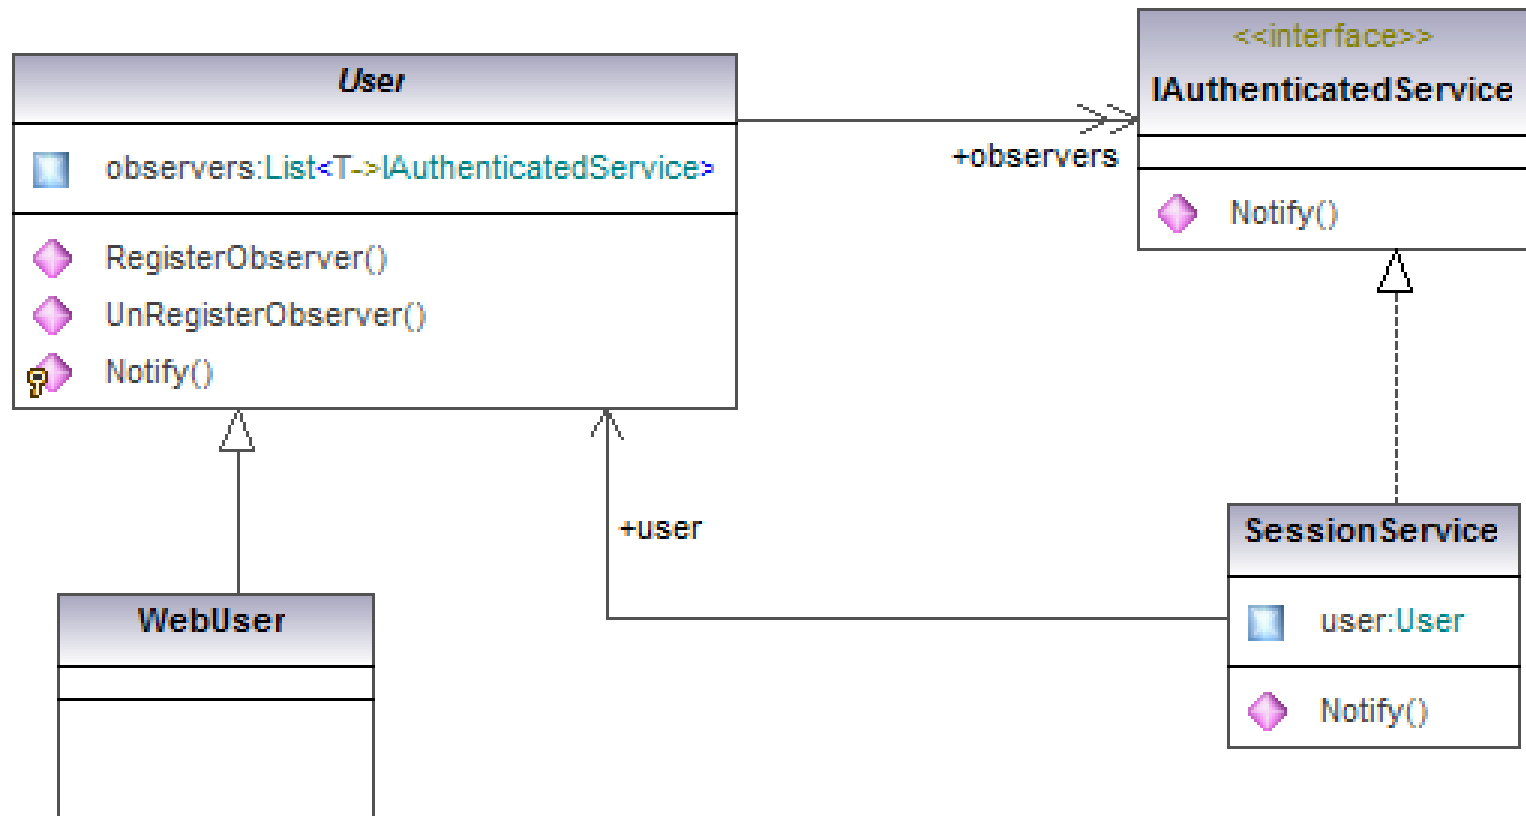 User
observers:List<T->IAuthenticatedService>
RegisterObserver()
UnRegisterObserver()
Notify()
+observers
<<interface>>
IAuthenticatedService
Notify()
+user
WebUser
SessionService
user:User
Notify()